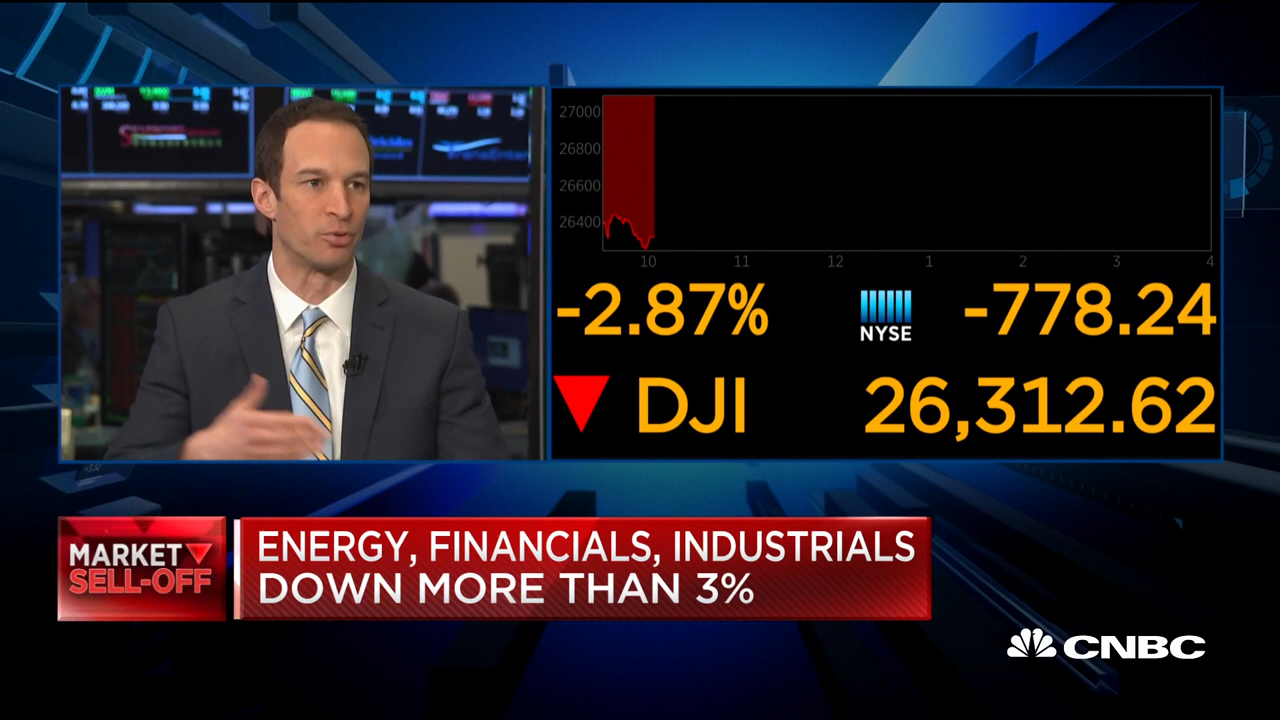 27000
26800
26600
26400
10 11 12 1 2 3 4
-2.87% NYSE -778.24
▼ DJI 26,312.62
MARKET▼
SELL-OFF
ENERGY, FINANCIALS, INDUSTRIALS
DOWN MORE THAN 3%
CNBC